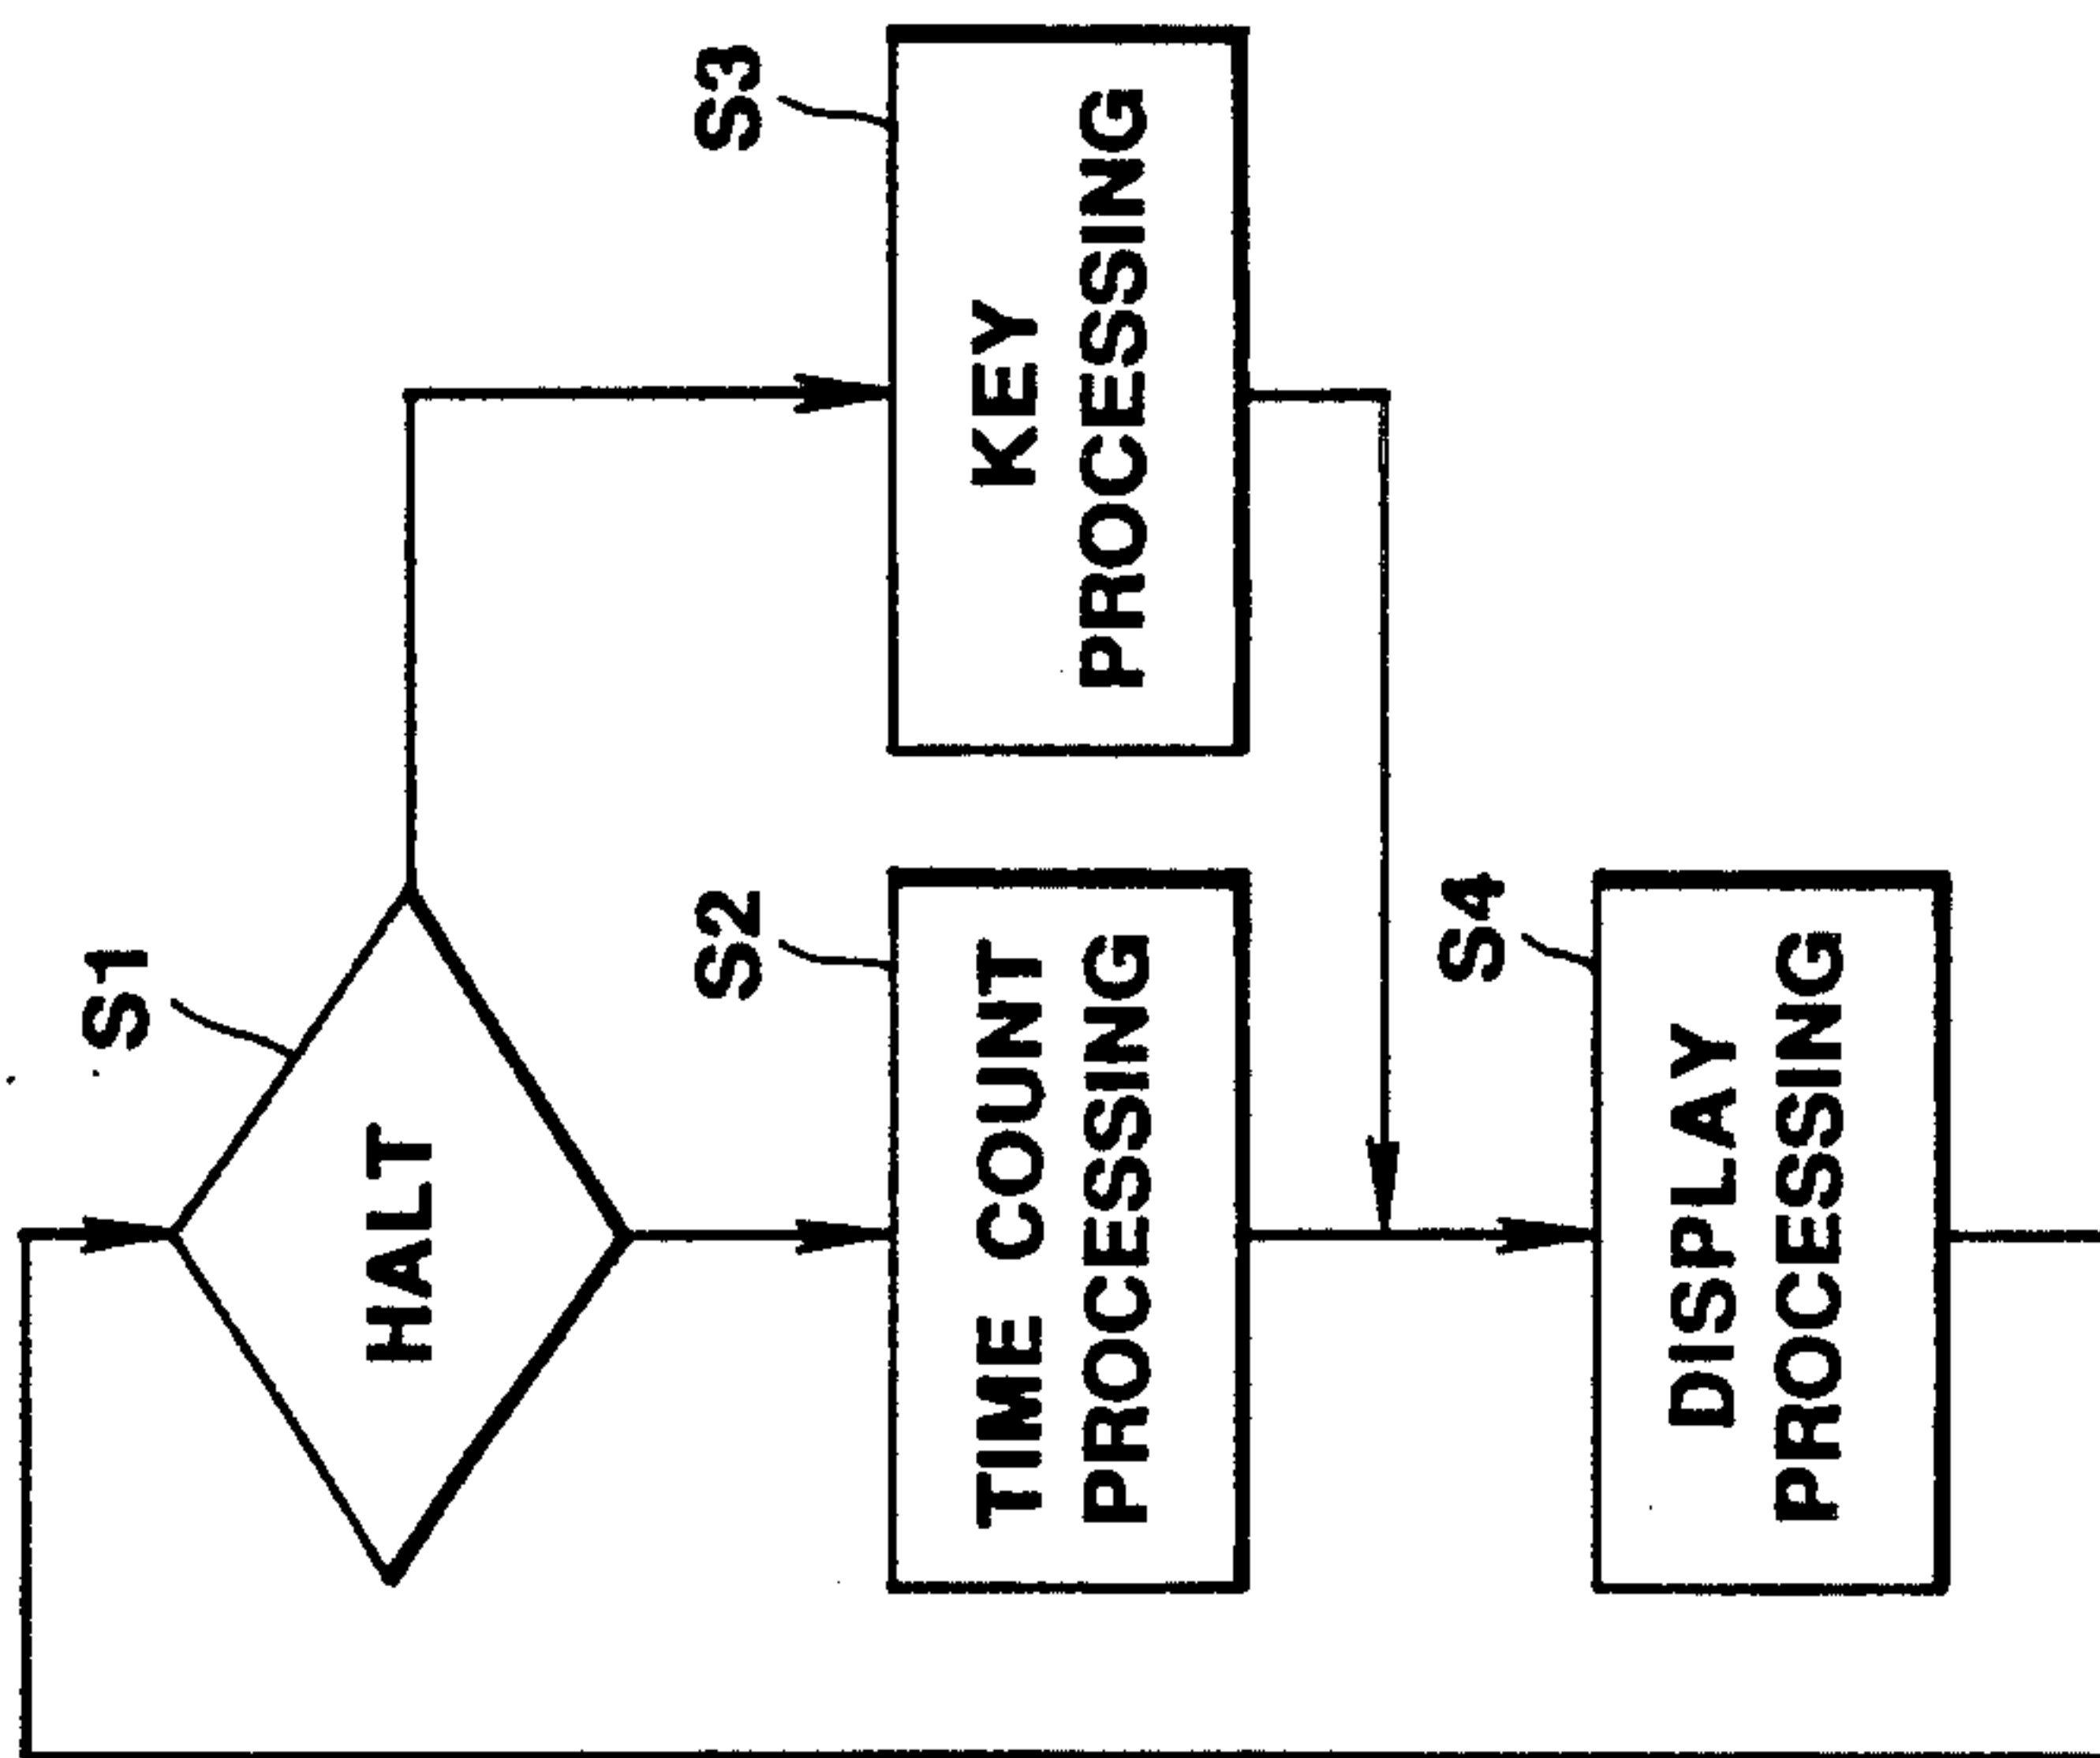 S1
HALT
S2
TIME COUNT
PROCESSING
S3
KEY
PROCESSING
S4
DISPLAY
PROCESSING